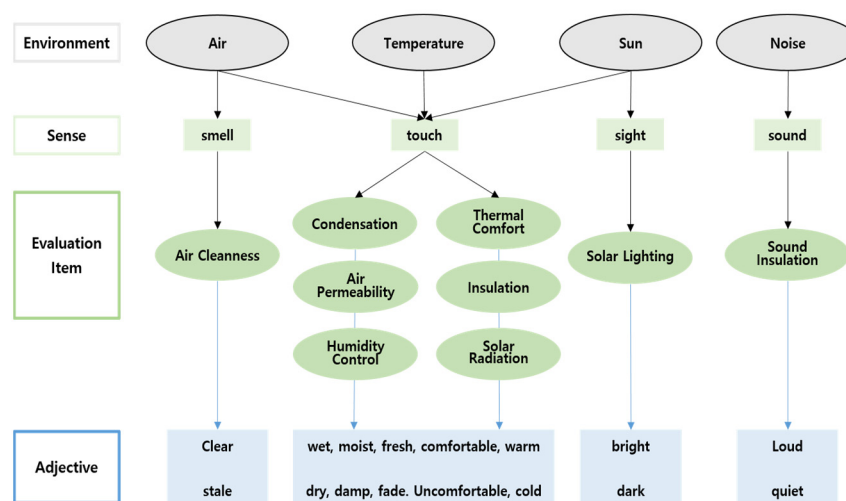 Environment
Air
Temperature
Sun
Noise
Sense
smell
touch
sight
sound
Evaluation
Item
Air Cleanness
Condensation
Air
Permeability
Humidity
Control
Thermal
Comfort
Insulation
Solar
Radiation
Solar Lighting
Sound
Insulation
Adjective
Clear
stale
wet, moist, fresh, comfortable, warm
dry, damp, fade. Uncomfortable, cold
bright
dark
Loud
quiet